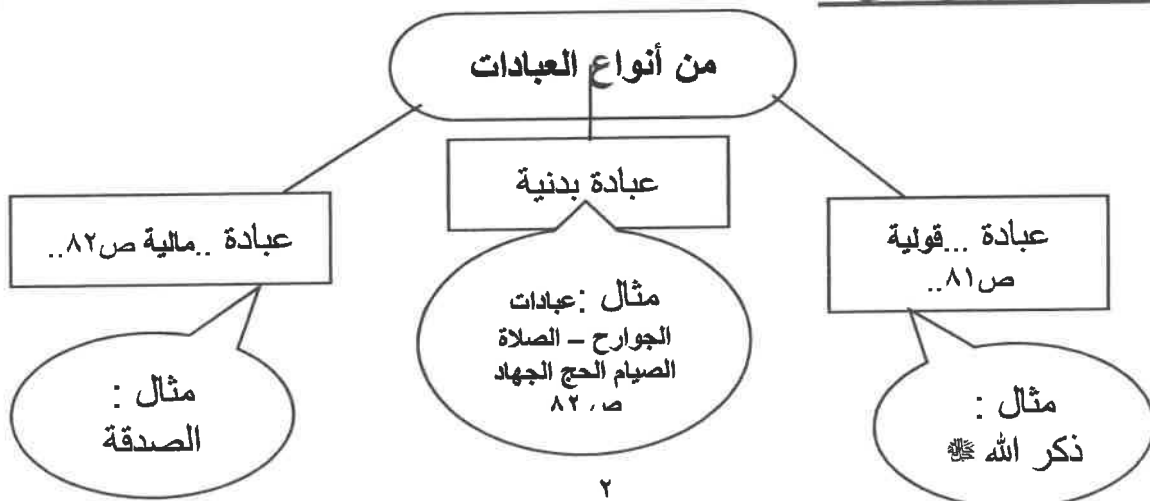 من أنواع العبادات
عبادة ...قولية
ص٨١..
عبادة بدنية
عبادة ..مالية ص٨٢..
مثال :
ذكر الله ﷻ
مثال :عبادات
الجوارح – الصلاة
الصيام الحج الجهاد
ص ٨٢
مثال :
الصدقة
٢